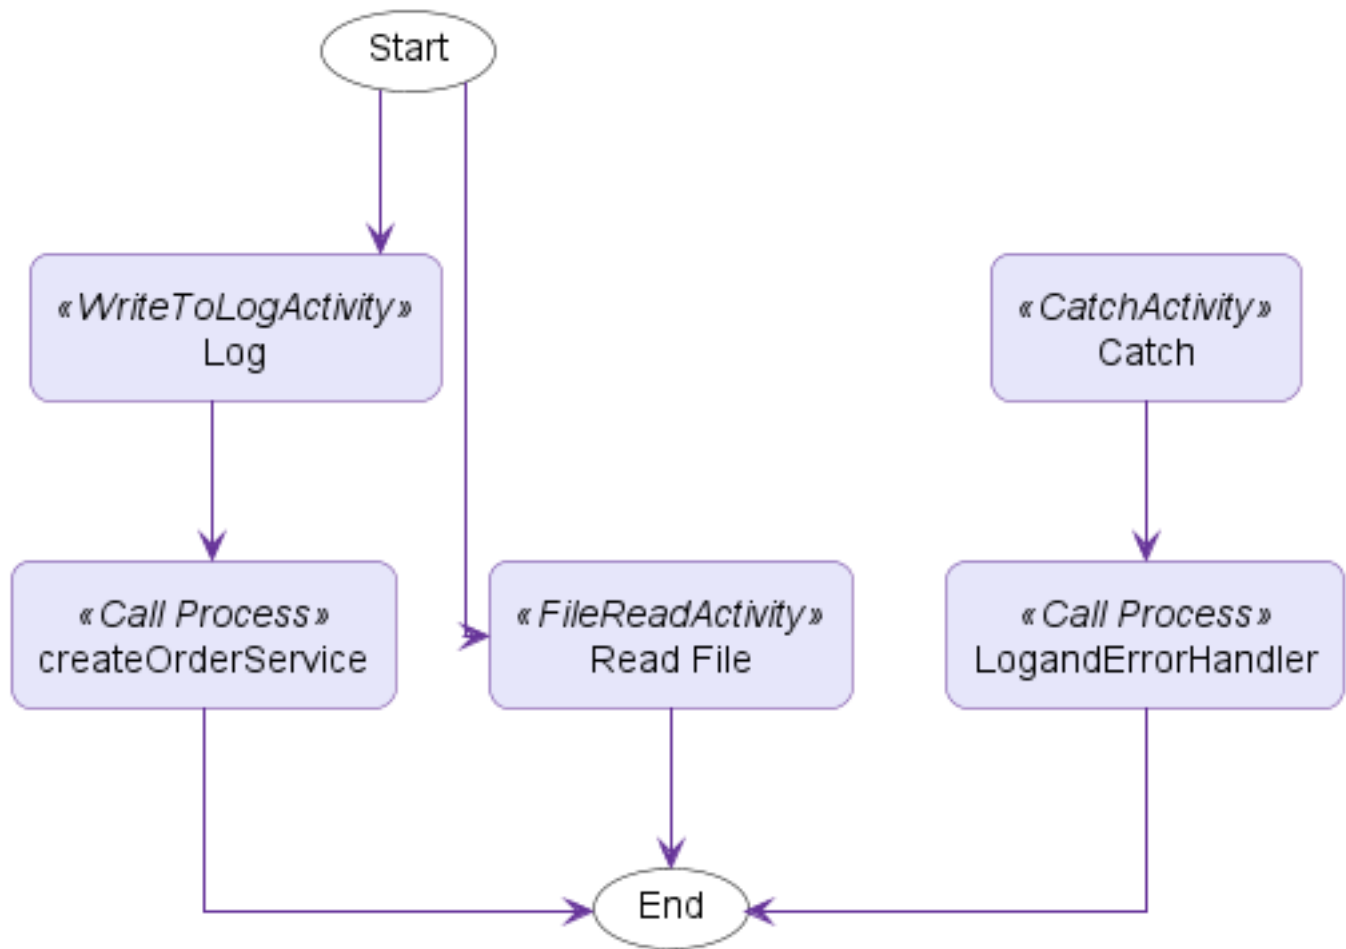 Start
«WriteToLogActivity»
Log
«CatchActivity»
Catch
«Call Process»
createOrderService
«FileReadActivity»
Read File
«Call Process»
LogandErrorHandler
End